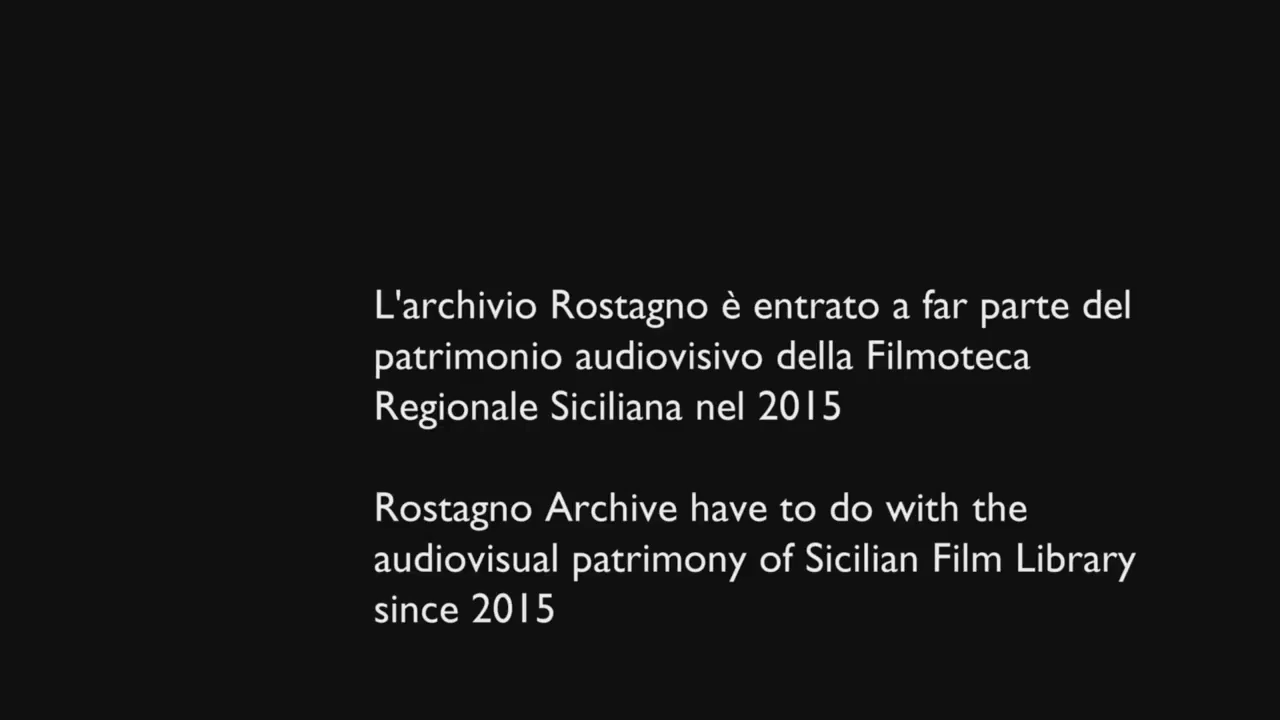 L'archivio Rostagno è entrato a far parte del
patrimonio audiovisivo della Filmoteca
Regionale Siciliana nel 2015
Rostagno Archive have to do with the
audiovisual patrimony of Sicilian Film Library
since 2015